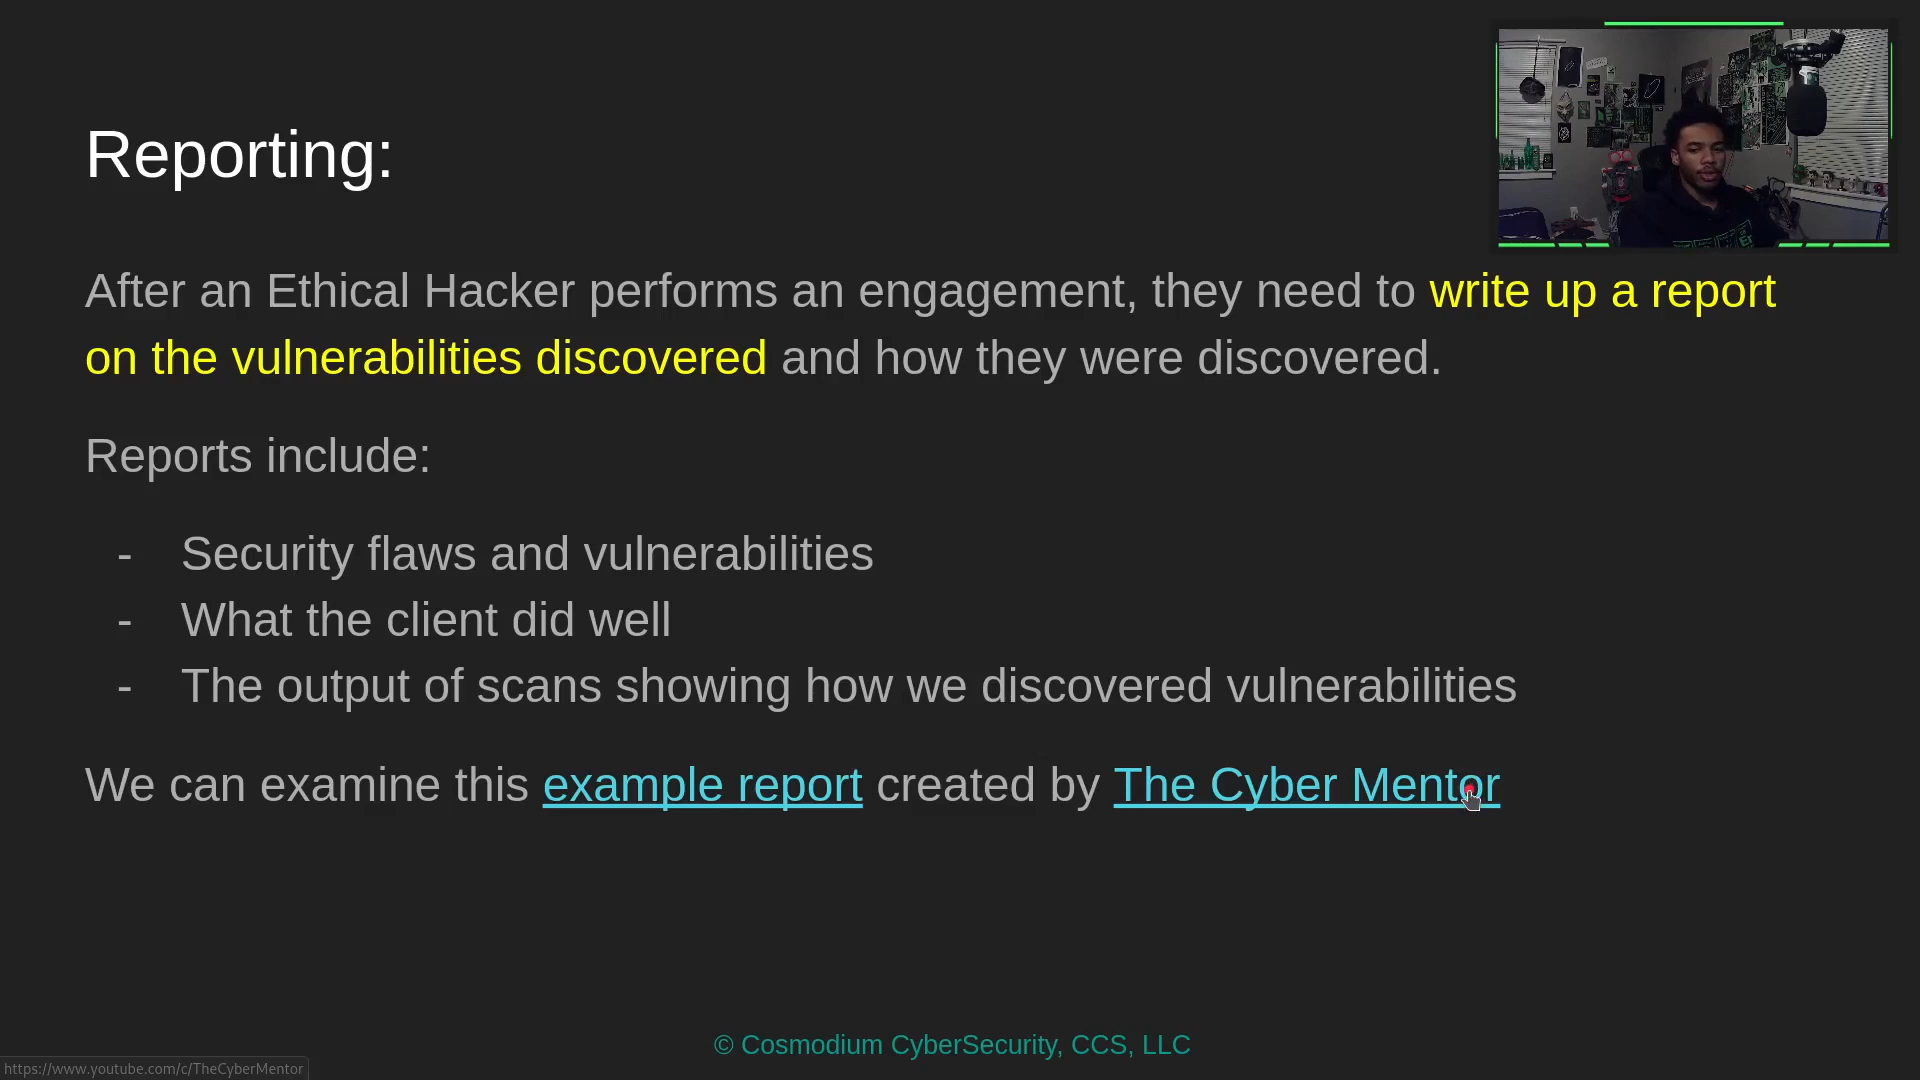 Reporting:
After an Ethical Hacker performs an engagement, they need to write up a report
on the vulnerabilities discovered and how they were discovered.
Reports include:
- Security flaws and vulnerabilities
- What the client did well
- The output of scans showing how we discovered vulnerabilities
We can examine this example report created by The Cyber Mentor
© Cosmodium CyberSecurity, CCS, LLC
https://www.youtube.com/c/TheCyberMentor